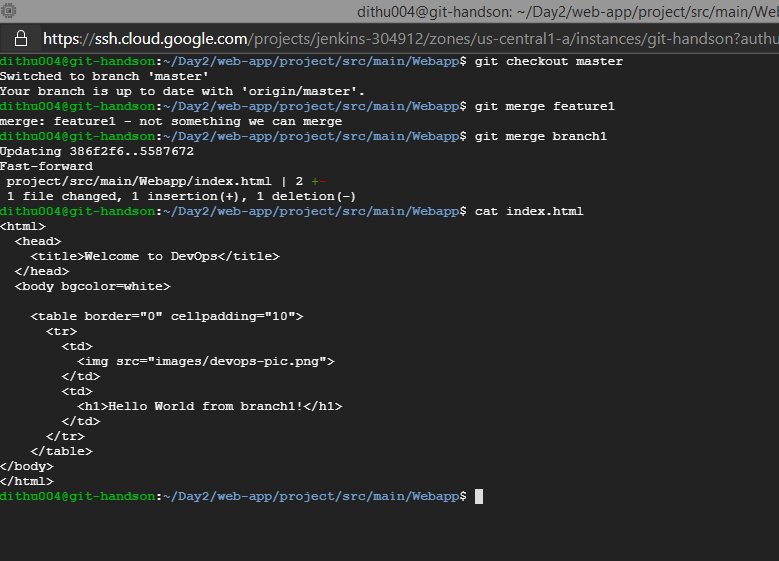 dithu004@git-handson: ~/Day2/web-app/project/src/main/Web
https://ssh.cloud.google.com/projects/jenkins-304912/zones/us-central1-a/instances/git-handson?authu
dithu004@git-handson:~/Day2/web-app/project/src/main/Webapp$ git checkout master
Switched to branch 'master'
Your branch is up to date with 'origin/master'.
dithu004@git-handson:~/Day2/web-app/project/src/main/Webapp$ git merge feature1
merge: feature1 - not something we can merge
dithu004@git-handson:~/Day2/web-app/project/src/main/Webapp$ git merge branch1
Updating 386f2f6..5587672
Fast-forward
 project/src/main/Webapp/index.html | 2 +-
 1 file changed, 1 insertion(+), 1 deletion(-)
dithu004@git-handson:~/Day2/web-app/project/src/main/Webapp$ cat index.html
<html>
  <head>
    <title>Welcome to DevOps</title>
  </head>
  <body bgcolor=white>
    <table border="0" cellpadding="10">
      <tr>
        <td>
          <img src="images/devops-pic.png">
        </td>
        <td>
          <h1>Hello World from branch1!</h1>
        </td>
      </tr>
    </table>
</body>
</html>
dithu004@git-handson:~/Day2/web-app/project/src/main/Webapp$